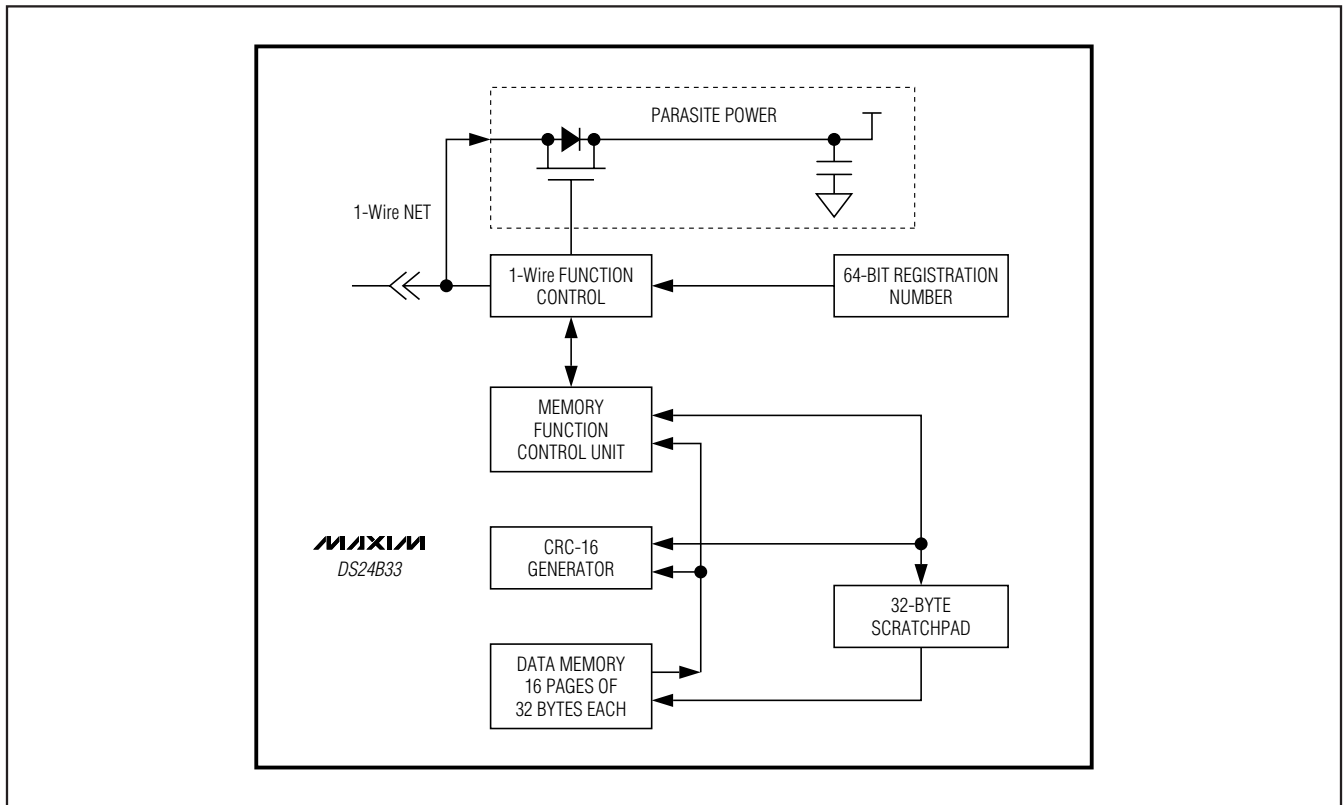 PARASITE POWER
1-Wire NET
1-Wire FUNCTION
CONTROL
64-BIT REGISTRATION
NUMBER
MEMORY
FUNCTION
CONTROL UNIT
MAXIM
DS24B33
CRC-16
GENERATOR
32-BYTE
SCRATCHPAD
DATA MEMORY
16 PAGES OF
32 BYTES EACH